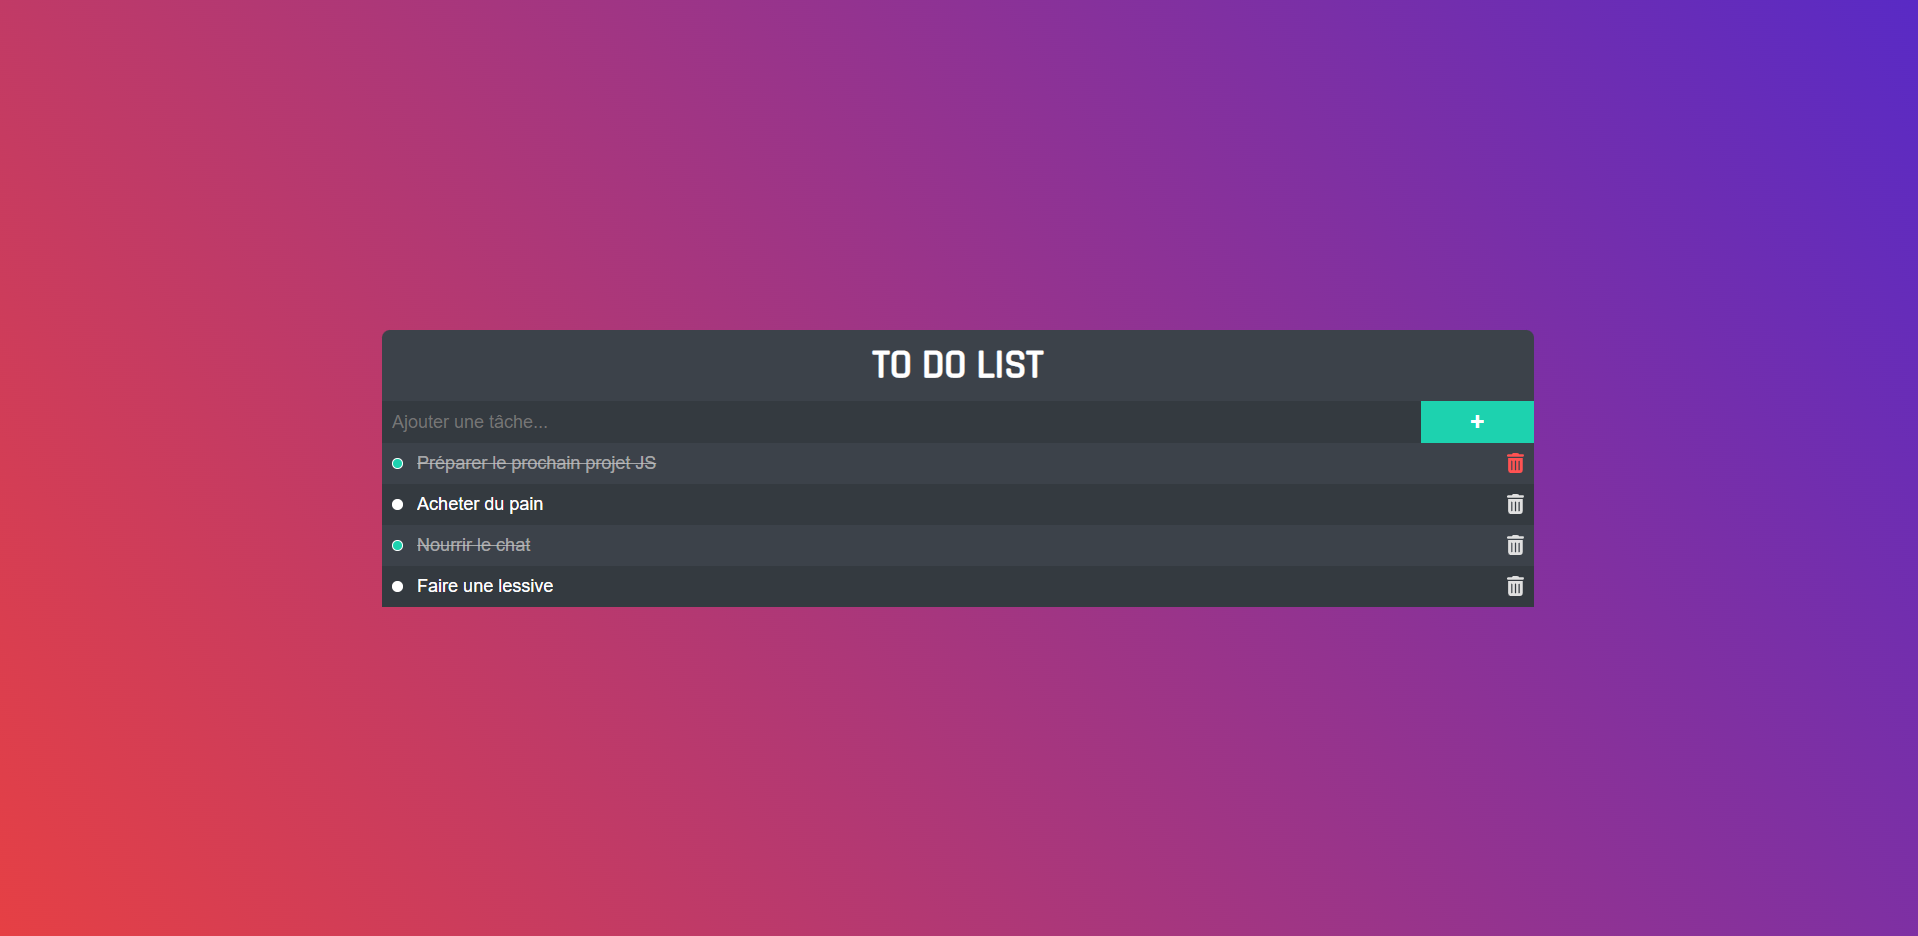 TO DO LIST
Ajouter une tâche...
+
Préparer le prochain projet JS
Acheter du pain
Nourrir le chat
Faire une lessive